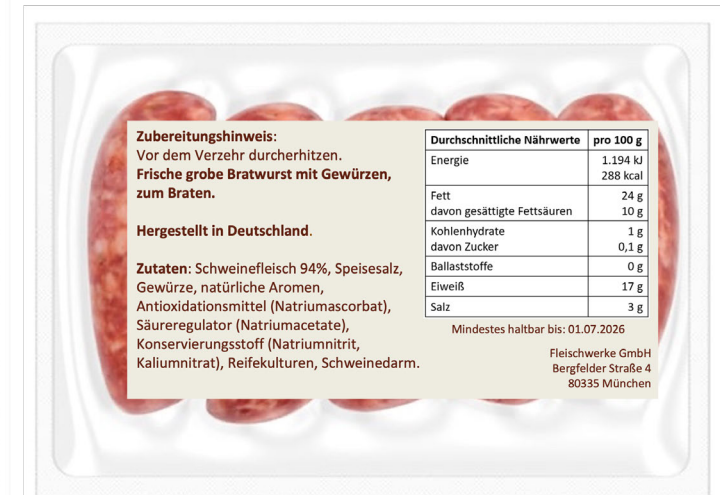 Zubereitungshinweis:
Vor dem Verzehr durcherhitzen.
Frische grobe Bratwurst mit Gewürzen,
zum Braten.
Hergestellt in Deutschland.
Zutaten: Schweinefleisch 94%, Speisesalz,
Gewürze, natürliche Aromen,
Antioxidationsmittel (Natriumascorbat),
Säureregulator (Natriumacetate),
Konservierungsstoff (Natriumnitrit,
Kaliumnitrat), Reifekulturen, Schweinedarm.
Durchschnittliche Nährwerte pro 100 g
Energie 1.194 kJ
288 kcal
Fett 24 g
davon gesättigte Fettsäuren 10 g
Kohlenhydrate 1 g
davon Zucker 0,1 g
Ballaststoffe 0 g
Eiweiß 17 g
Salz 3 g
Mindestes haltbar bis: 01.07.2026
Fleischwerke GmbH
Bergfelder Straße 4
80335 München